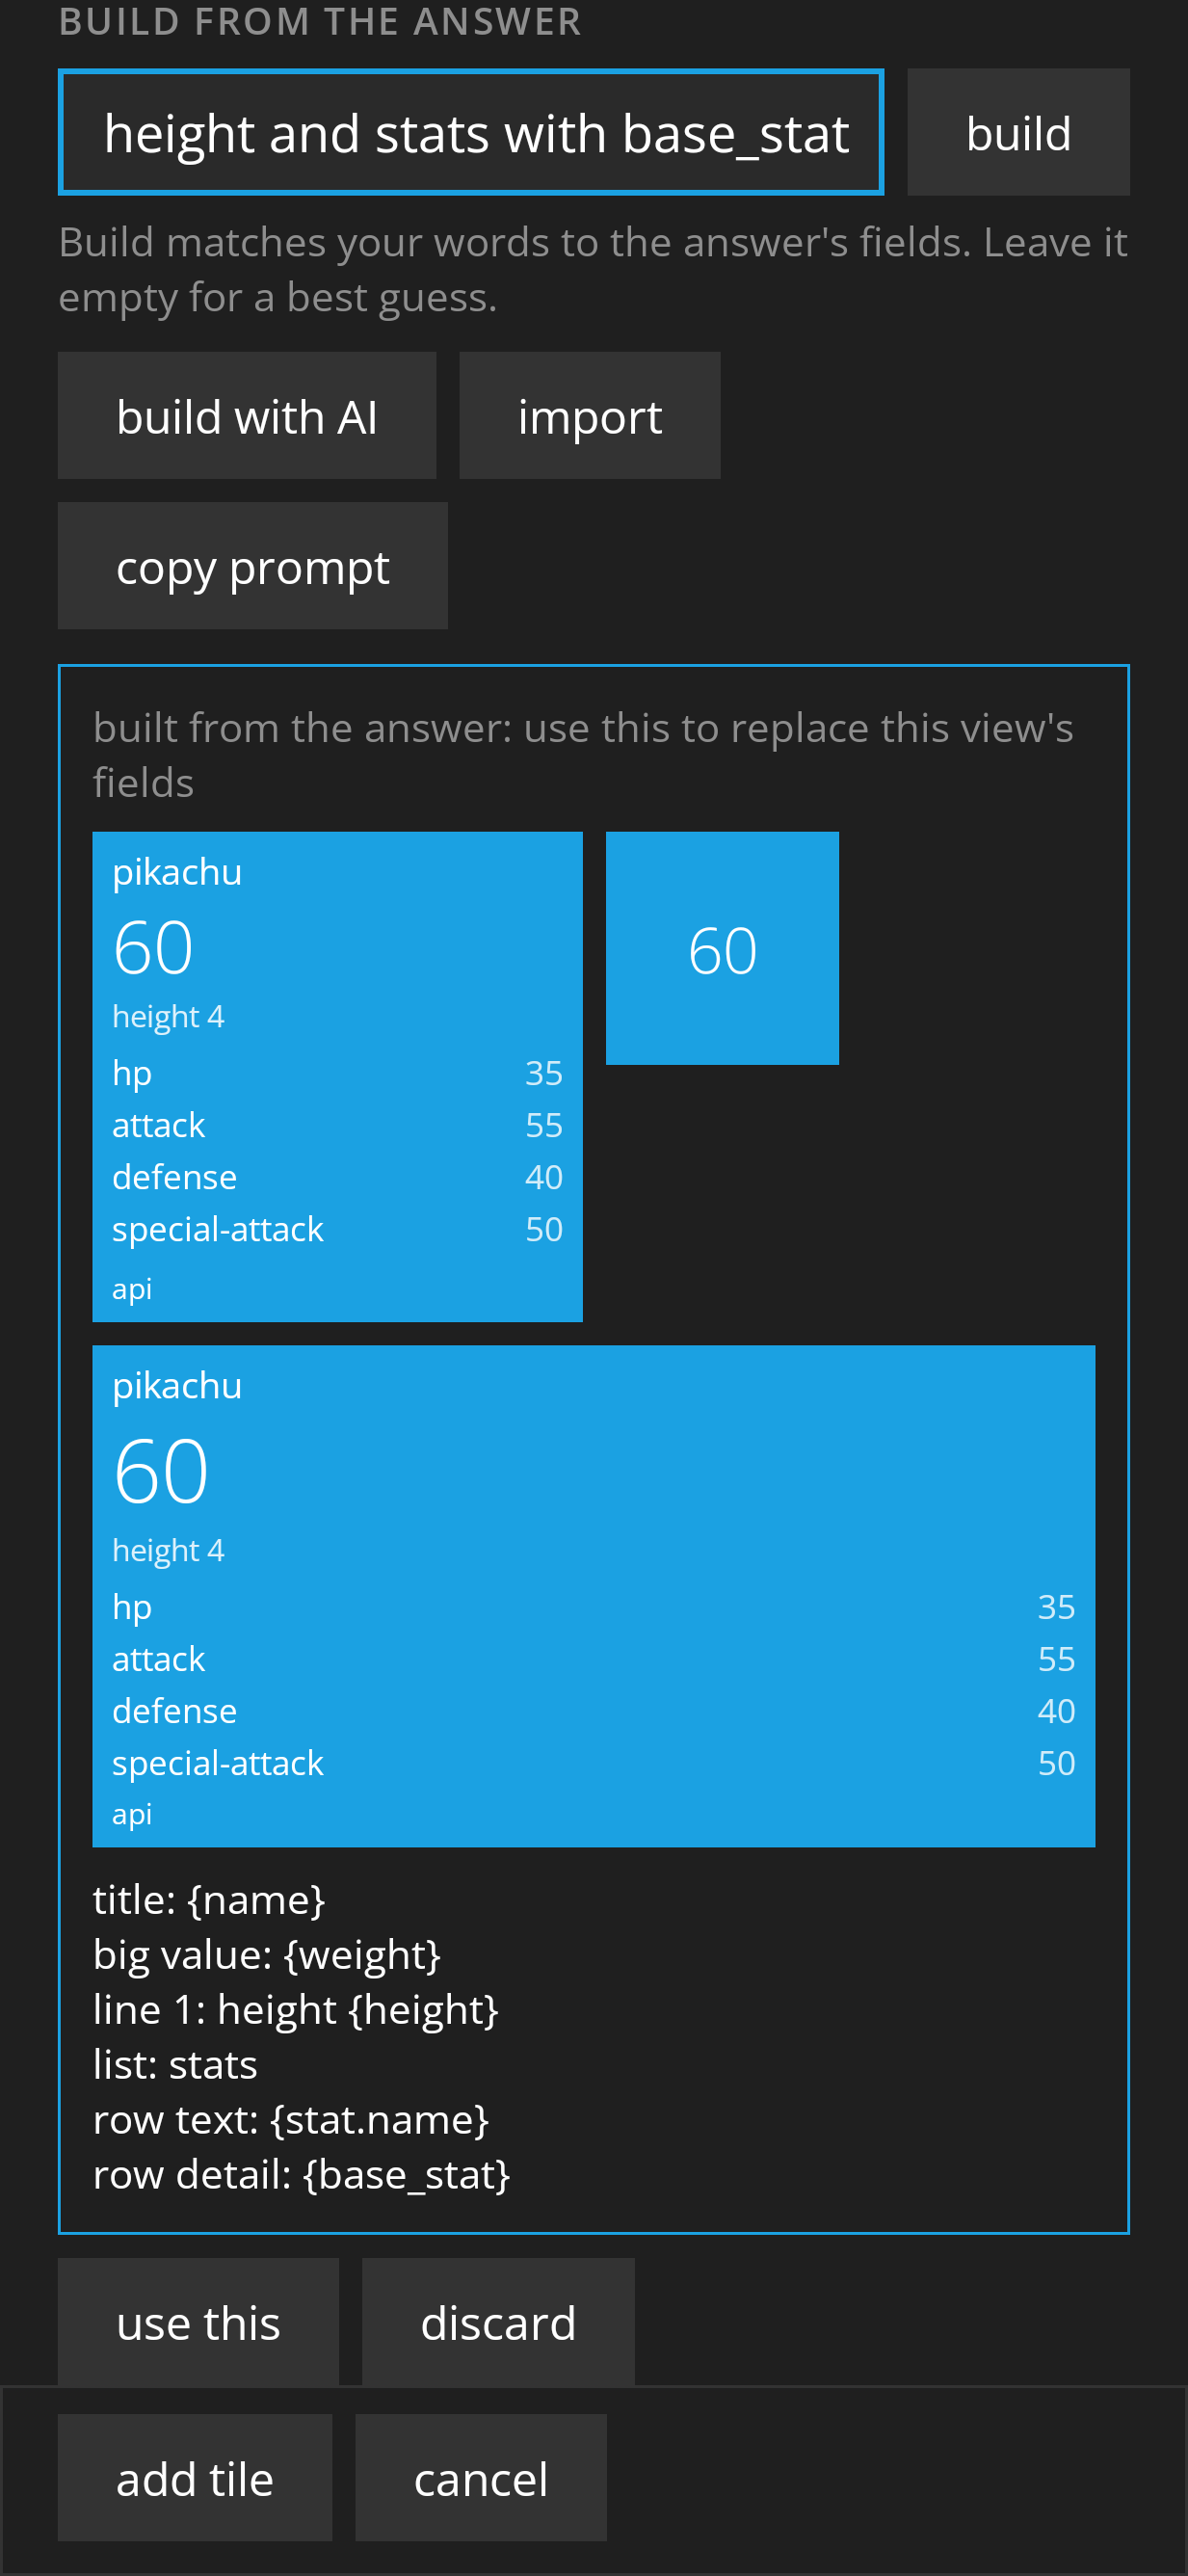 BUILD FROM THE ANSWER
height and stats with base_stat
build
Build matches your words to the answer's fields. Leave it
empty for a best guess.
build with AI
import
copy prompt
built from the answer: use this to replace this view's
fields
pikachu
60
height 4
hp 35
attack 55
defense 40
special-attack 50
api
60
pikachu
60
height 4
hp 35
attack 55
defense 40
special-attack 50
api
title: {name}
big value: {weight}
line 1: height {height}
list: stats
row text: {stat.name}
row detail: {base_stat}
use this
discard
add tile
cancel